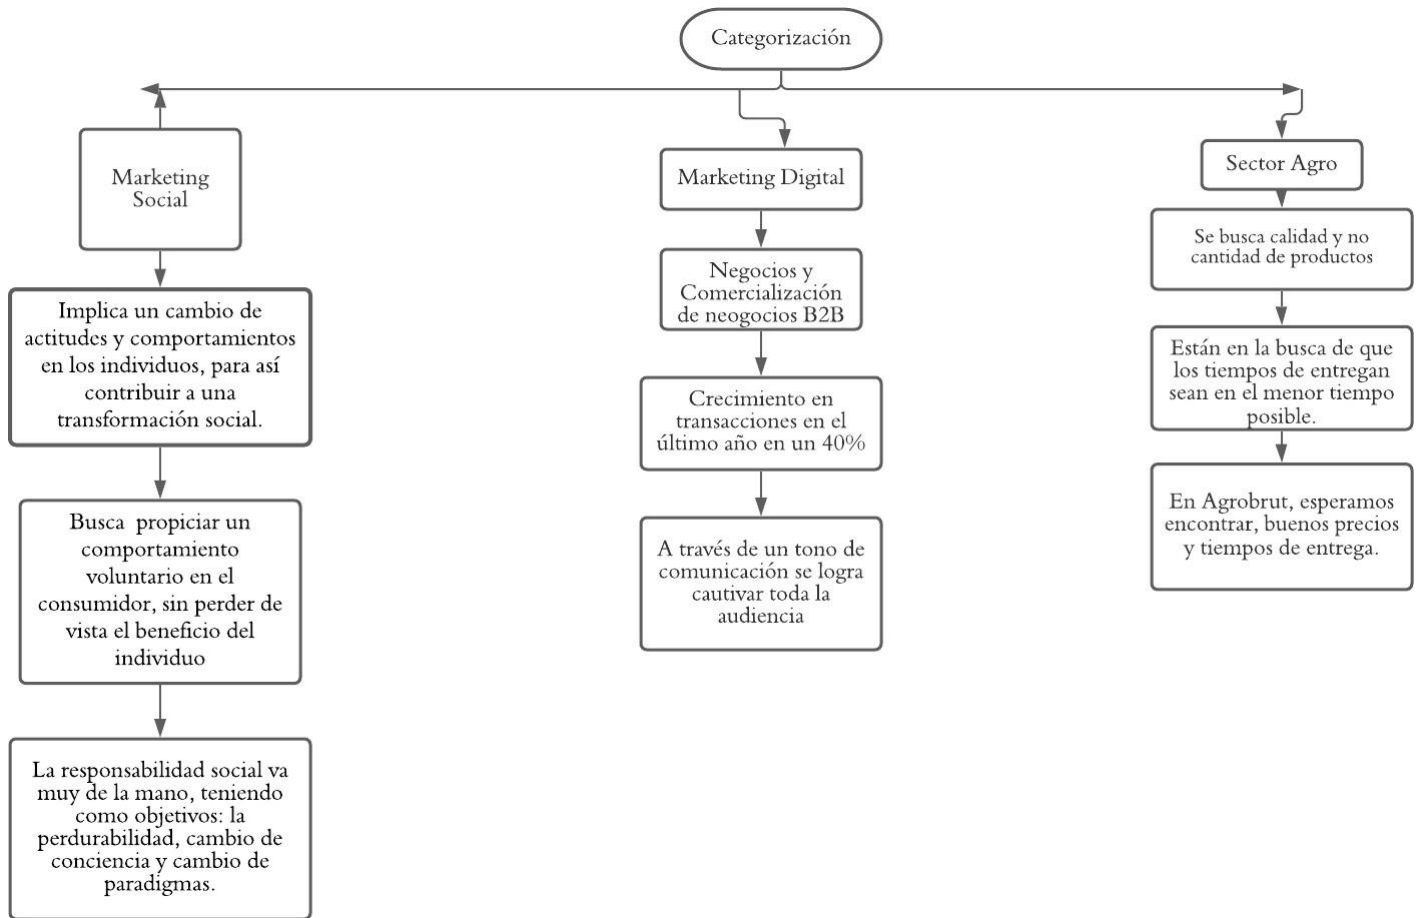 Categorización
Marketing
Social
Implica un cambio de
actitudes y comportamientos
en los individuos, para así
contribuir a una
transformación social.
Busca propiciar un
comportamiento
voluntario en el
consumidor, sin perder de
vista el beneficio del
individuo
La responsabilidad social va
muy de la mano, teniendo
como objetivos: la
perdurabilidad, cambio de
conciencia y cambio de
paradigmas.
Marketing Digital
Negocios y
Comercialización
de neogocios B2B
Crecimiento en
transacciones en el
último año en un 40%
A través de un tono de
comunicación se logra
cautivar toda la
audiencia
Sector Agro
Se busca calidad y no
cantidad de productos
Están en la busca de que
los tiempos de entregan
sean en el menor tiempo
posible.
En Agrobrut, esperamos
encontrar, buenos precios
y tiempos de entrega.